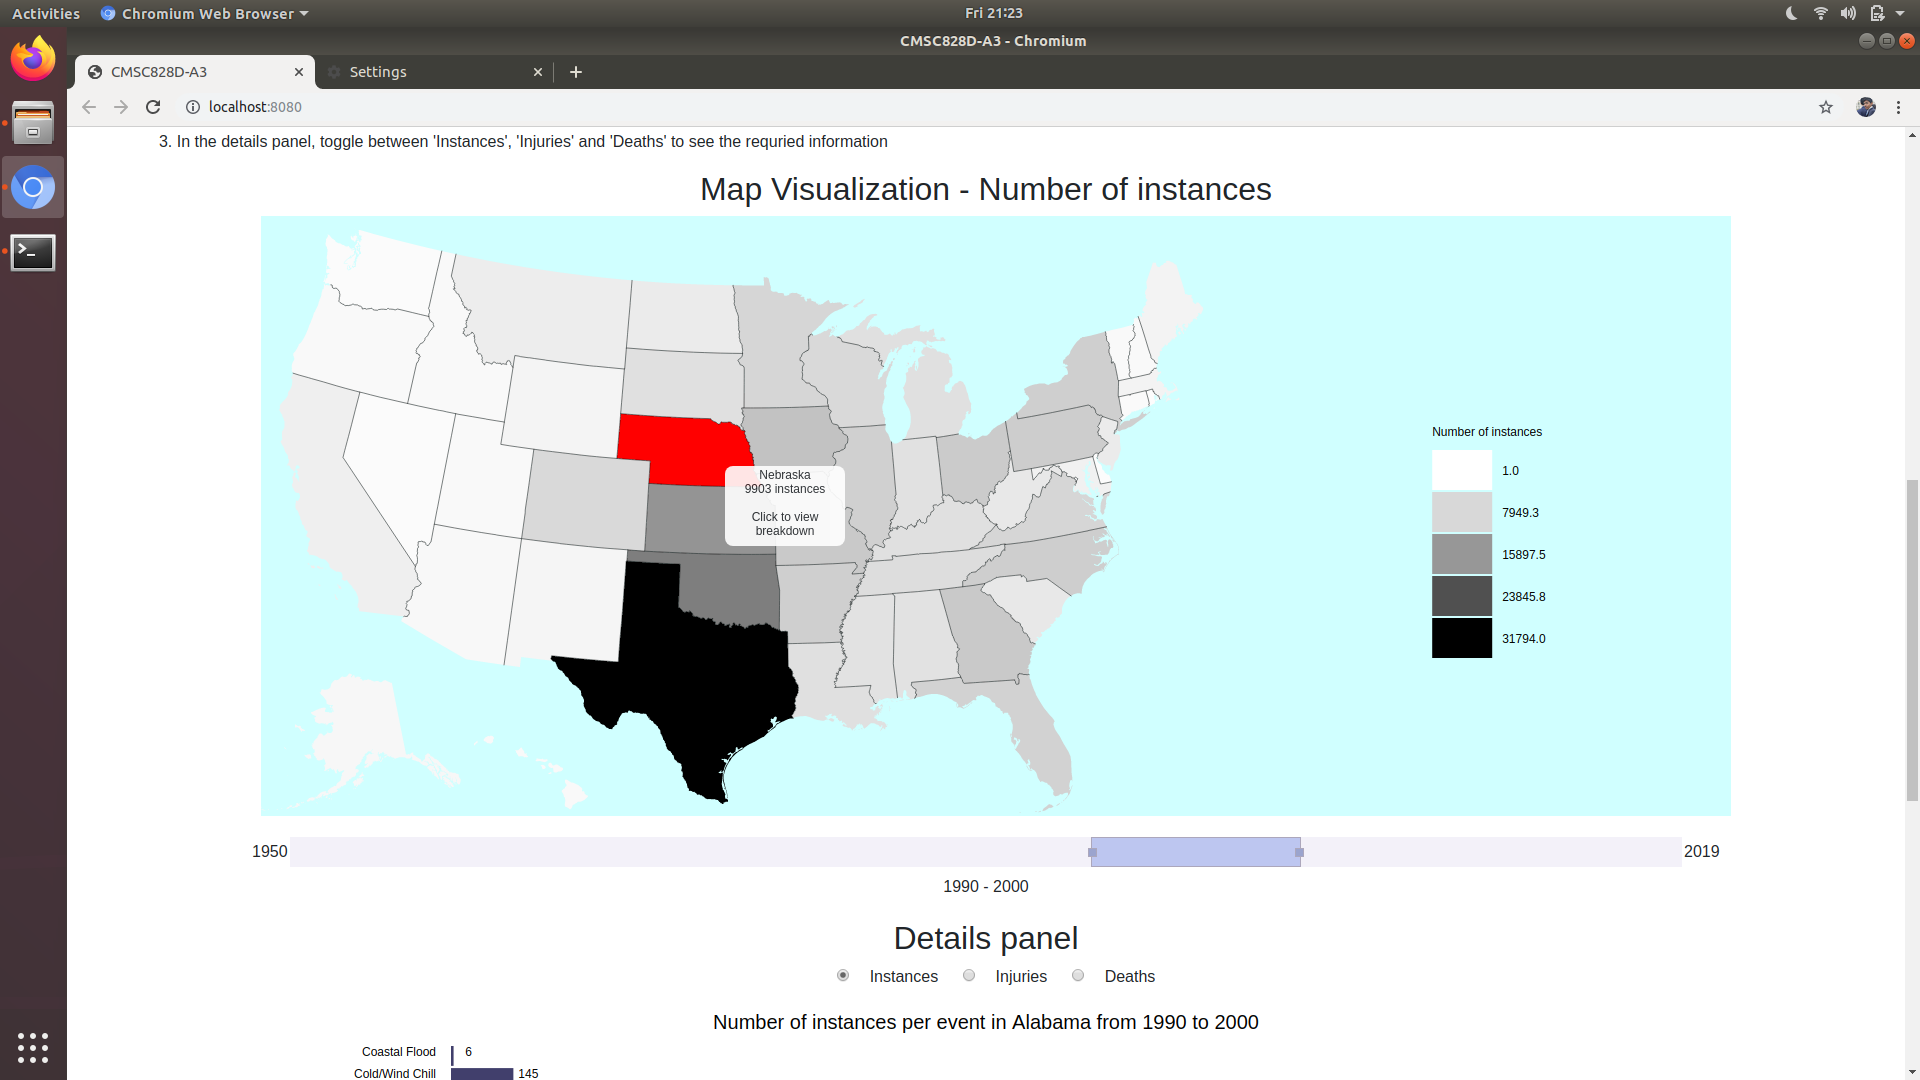 Activities
Chromium Web Browser
Fri 21:23
CMSC828D-A3 - Chromium
CMSC828D-A3
Settings
localhost:8080
3. In the details panel, toggle between 'Instances', 'Injuries' and 'Deaths' to see the requried information
Map Visualization - Number of instances
Number of instances
1.0
7949.3
15897.5
23845.8
31794.0
Nebraska
9903 instances
Click to view
breakdown
1950
2019
1990 - 2000
Details panel
Instances
Injuries
Deaths
Number of instances per event in Alabama from 1990 to 2000
Coastal Flood 6
Cold/Wind Chill 145